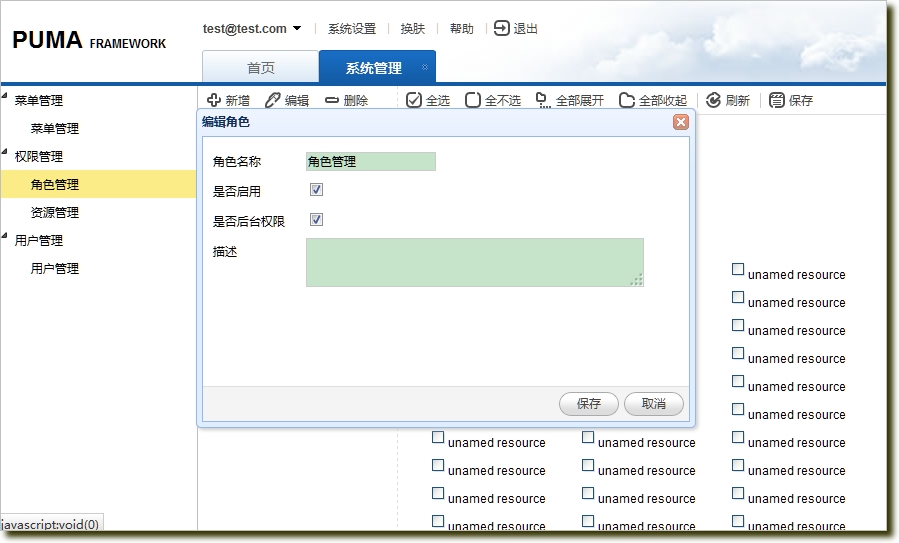 PUMA FRAMEWORK
test@test.com 系统设置 换肤 帮助 退出
首页 系统管理
新增 编辑 删除 全选 全不选 全部展开 全部收起 刷新 保存
菜单管理
菜单管理
权限管理
角色管理
资源管理
用户管理
用户管理
编辑角色
角色名称 角色管理
是否启用
是否后台权限
描述
保存 取消
unamed resource
unamed resource
unamed resource
unamed resource
unamed resource
unamed resource
unamed resource unamed resource unamed resource
unamed resource unamed resource unamed resource
unamed resource unamed resource unamed resource
unamed resource unamed resource unamed resource
javascript:void(0)